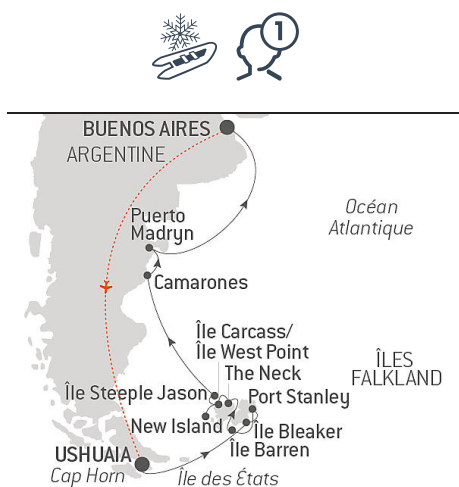 1
BUENOS AIRES
ARGENTINE
Océan
Atlantique
Puerto
Madryn
Camarones
Île Carcass/
Île West Point
The Neck
ÎLES
FALKLAND
Île Steeple Jason
Port Stanley
New Island
Île Bleaker
Île Barren
USHUAIA
Cap Horn
Île des États